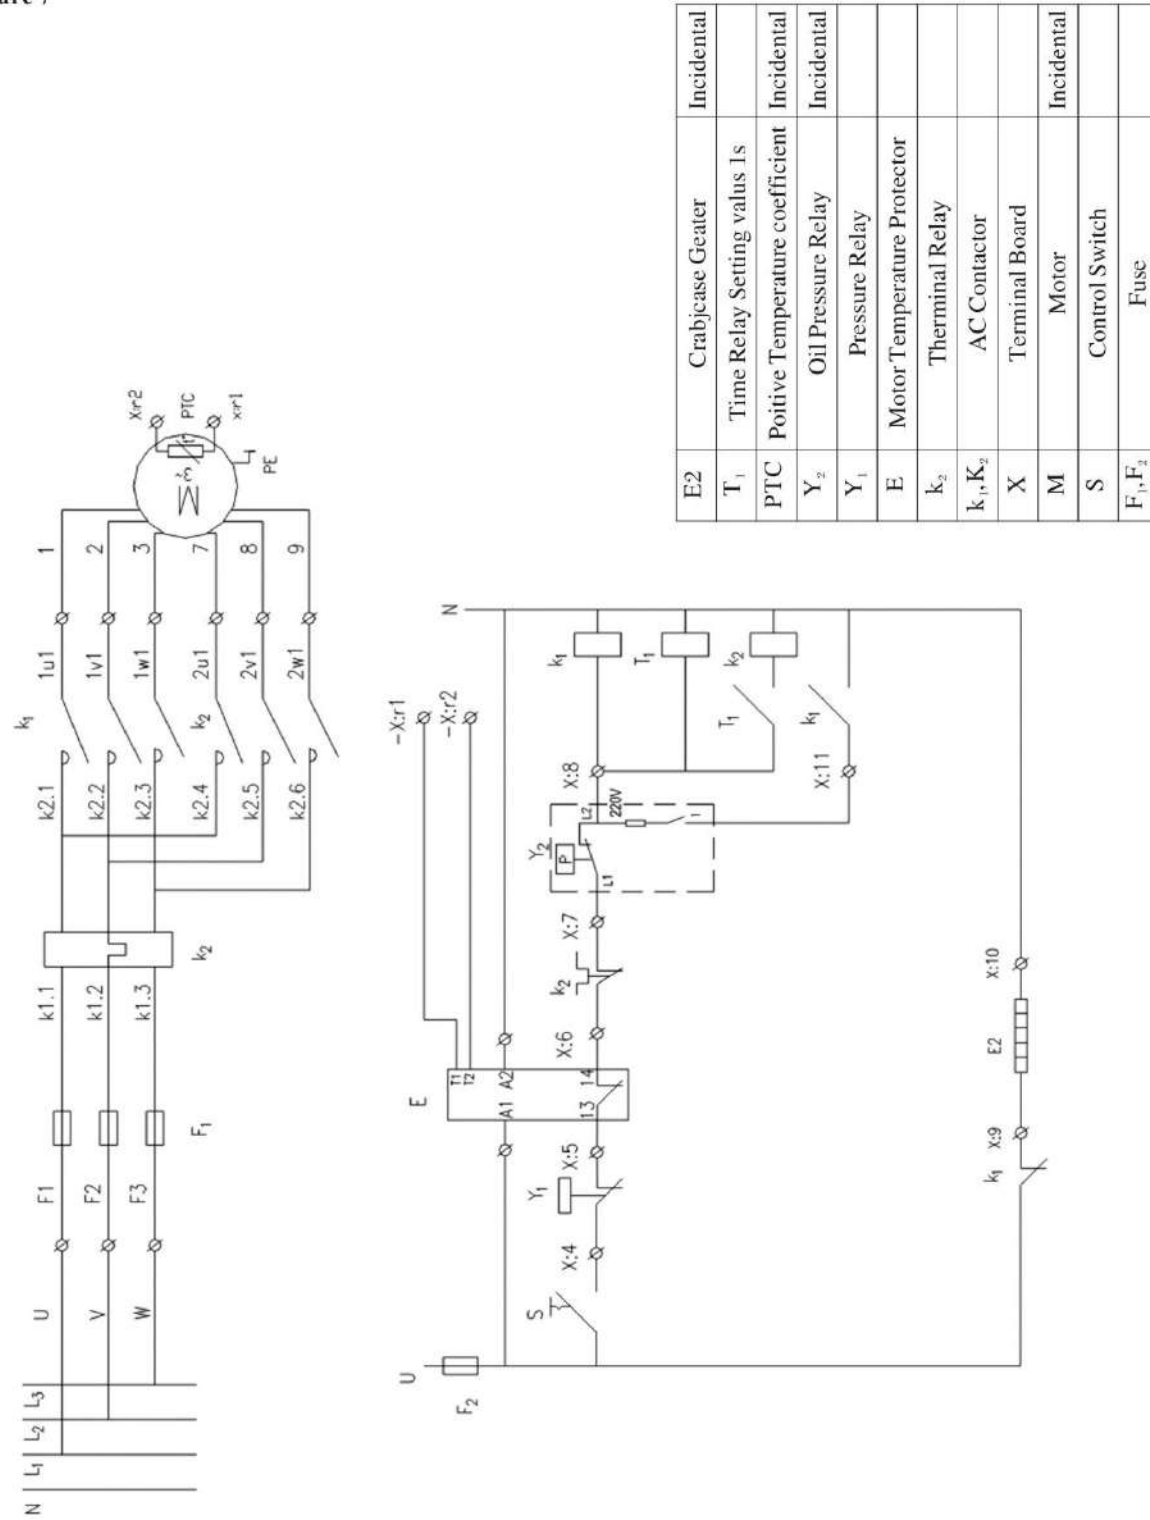 N
L₁
L₂
L₃
U
V
W
F1
F2
F3
F₁
k1.1
k1.2
k1.3
k₂
k2.1
k2.2
k2.3
k2.4
k2.5
k2.6
k₁
k₂
1u1
1v1
1w1
2u1
2v1
2w1
1
2
3
7
8
9
M
3~
t°
X:r2
PTC
x:r1
PE
U
F₂
S
X:4
Y₁
X:5
E
T1
T2
A1 A2
13 14
X:6
k₂
X:7
Y₂
P
L1
L2
220V
1
X:8
X:11
-X:r1
-X:r2
T₁
k₁
k₁
T₁
k₂
N
k₁
X:9
E2
X:10
E2 Crabjcase Geater Incidental
T₁ Time Relay Setting valus 1s
PTC Poitive Temperature coefficient Incidental
Y₂ Oil Pressure Relay Incidental
Y₁ Pressure Relay
E Motor Temperature Protector
k₂ Therminal Relay
k₁,K₂ AC Contactor
X Terninal Board
M Motor Incidental
S Control Switch
F₁,F₂ Fuse